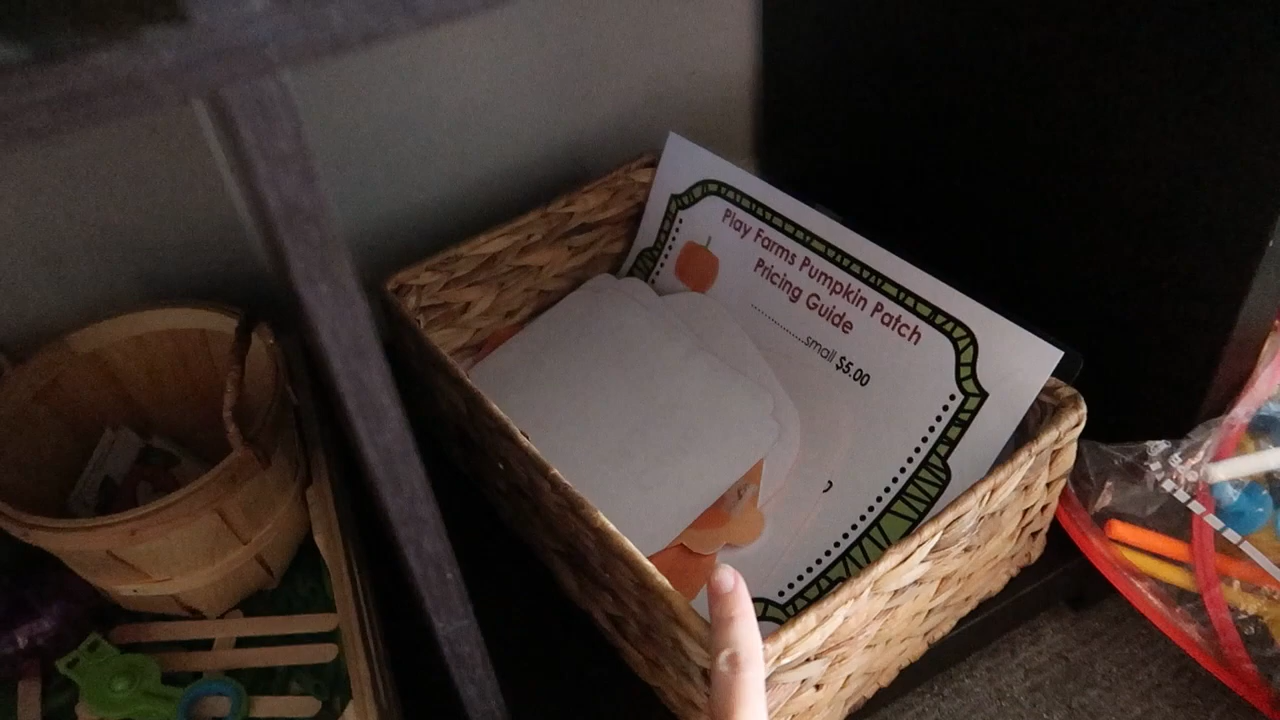 Play Farms Pumpkin Patch
Pricing Guide
...............small $5.00